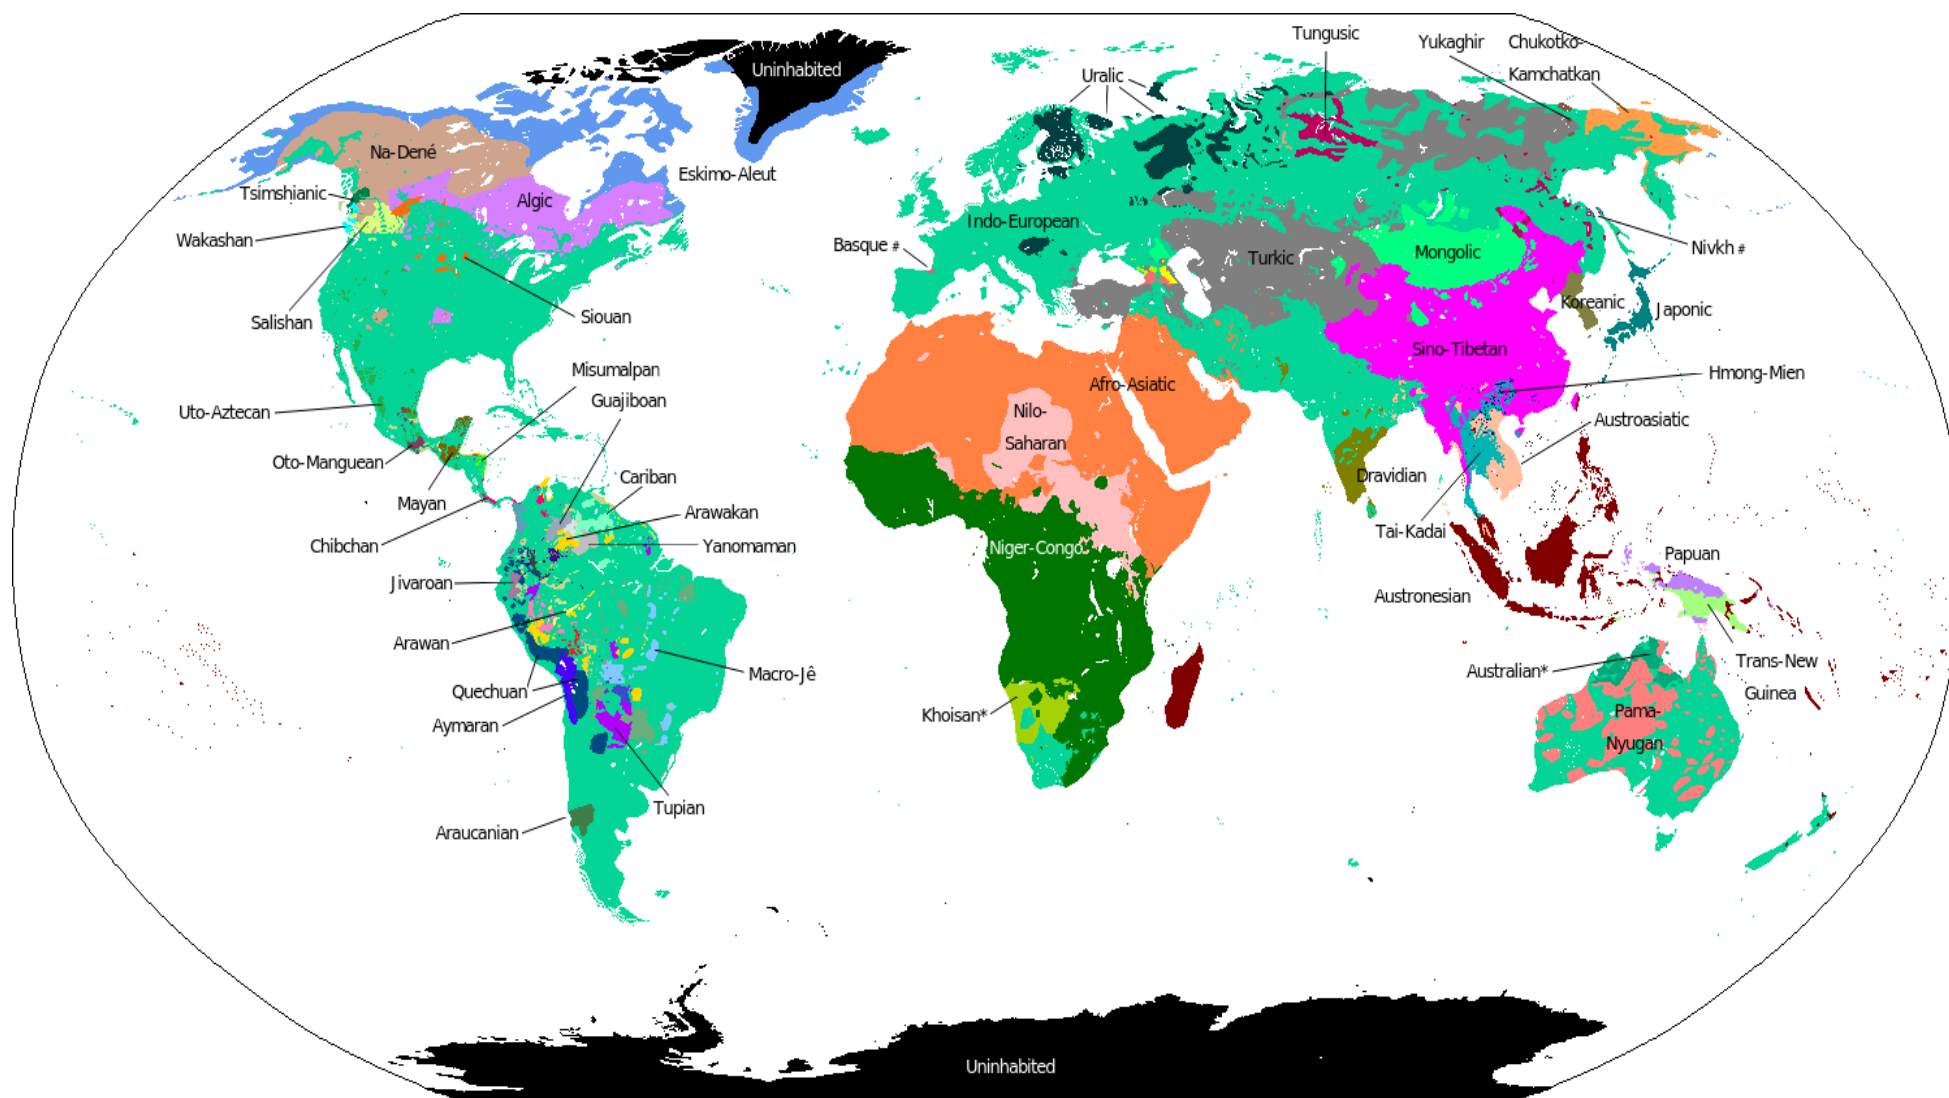 Tungusic
Yukaghir
Chukotko-
Kamchatkan
Uninhabited
Uralic
Na-Dené
Eskimo-Aleut
Tsimshianic
Algic
Wakashan
Indo-European
Basque #
Turkic
Mongolic
Nivkh #
Salishan
Siouan
Koreanic
Japonic
Sino-Tibetan
Misumalpan
Guajiboan
Afro-Asiatic
Hmong-Mien
Uto-Aztecan
Nilo-
Saharan
Austroasiatic
Oto-Manguean
Cariban
Mayan
Dravidian
Arawakan
Tai-Kadai
Chibchan
Yanomaman
Niger-Congo
Papuan
Jivaroan
Austronesian
Arawan
Macro-Jê
Australian*
Trans-New
Guinea
Quechuan
Aymaran
Khoisan*
Pama-
Nyugan
Tupian
Araucanian
Uninhabited